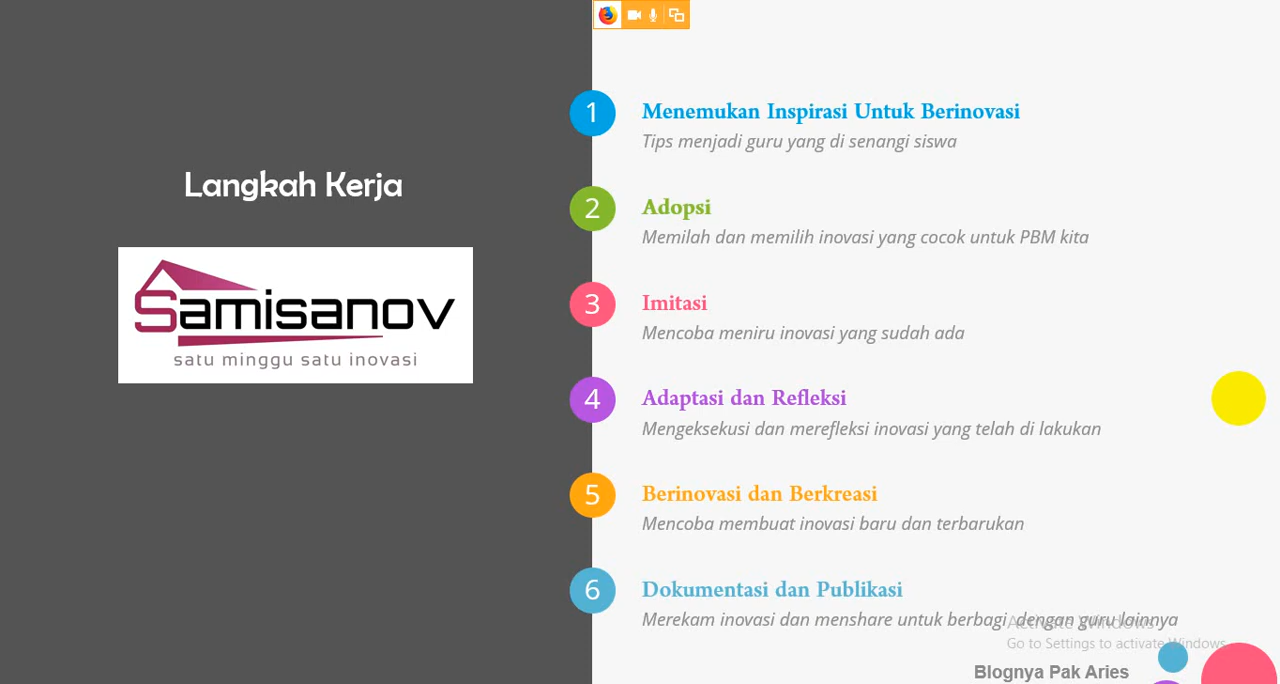 Langkah Kerja
Samisanov
satu minggu satu inovasi
1
Menemukan Inspirasi Untuk Berinovasi
Tips menjadi guru yang di senangi siswa
2
Adopsi
Memilah dan memilih inovasi yang cocok untuk PBM kita
3
Imitasi
Mencoba meniru inovasi yang sudah ada
4
Adaptasi dan Refleksi
Mengeksekusi dan merefleksi inovasi yang telah di lakukan
5
Berinovasi dan Berkreasi
Mencoba membuat inovasi baru dan terbarukan
6
Dokumentasi dan Publikasi
Merekam inovasi dan menshare untuk berbagi dengan guru lainnya
Activate Windows
Go to Settings to activate Windows.
Blognya Pak Aries